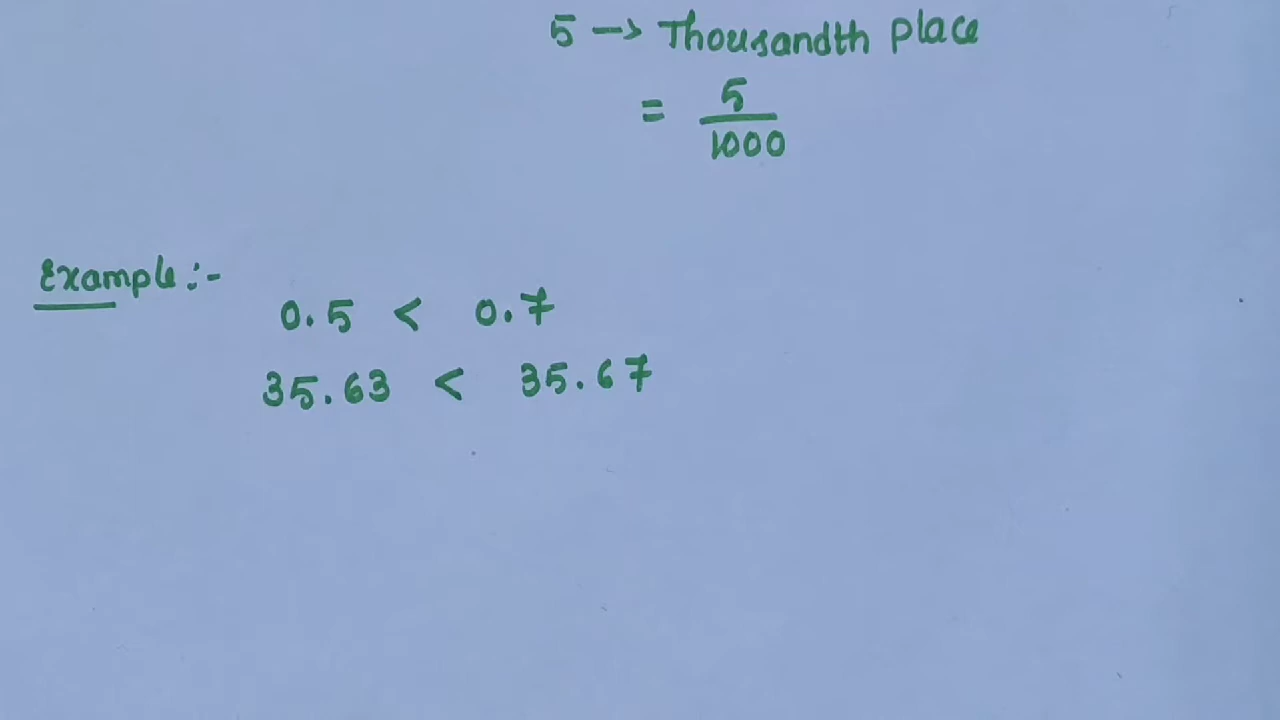 5 → Thousandth place
= 5/1000
Example :-
0.5 < 0.7
35.63 < 35.67